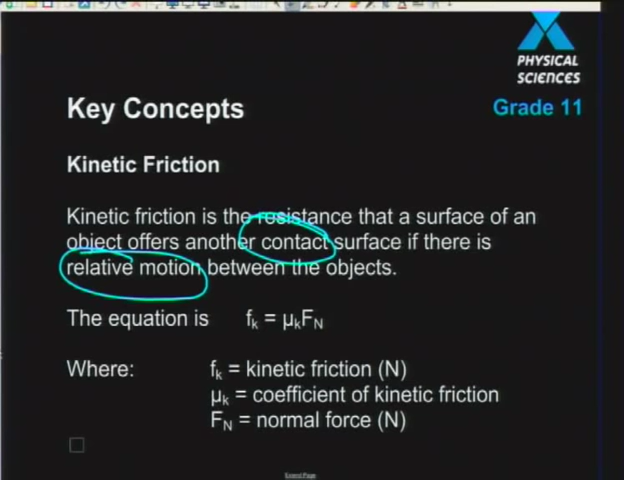 PHYSICAL
SCIENCES
Key Concepts
Grade 11
Kinetic Friction
Kinetic friction is the resistance that a surface of an
object offers another contact surface if there is
relative motion between the objects.
The equation is fₖ = μₖF_N
Where: fₖ = kinetic friction (N)
μₖ = coefficient of kinetic friction
F_N = normal force (N)